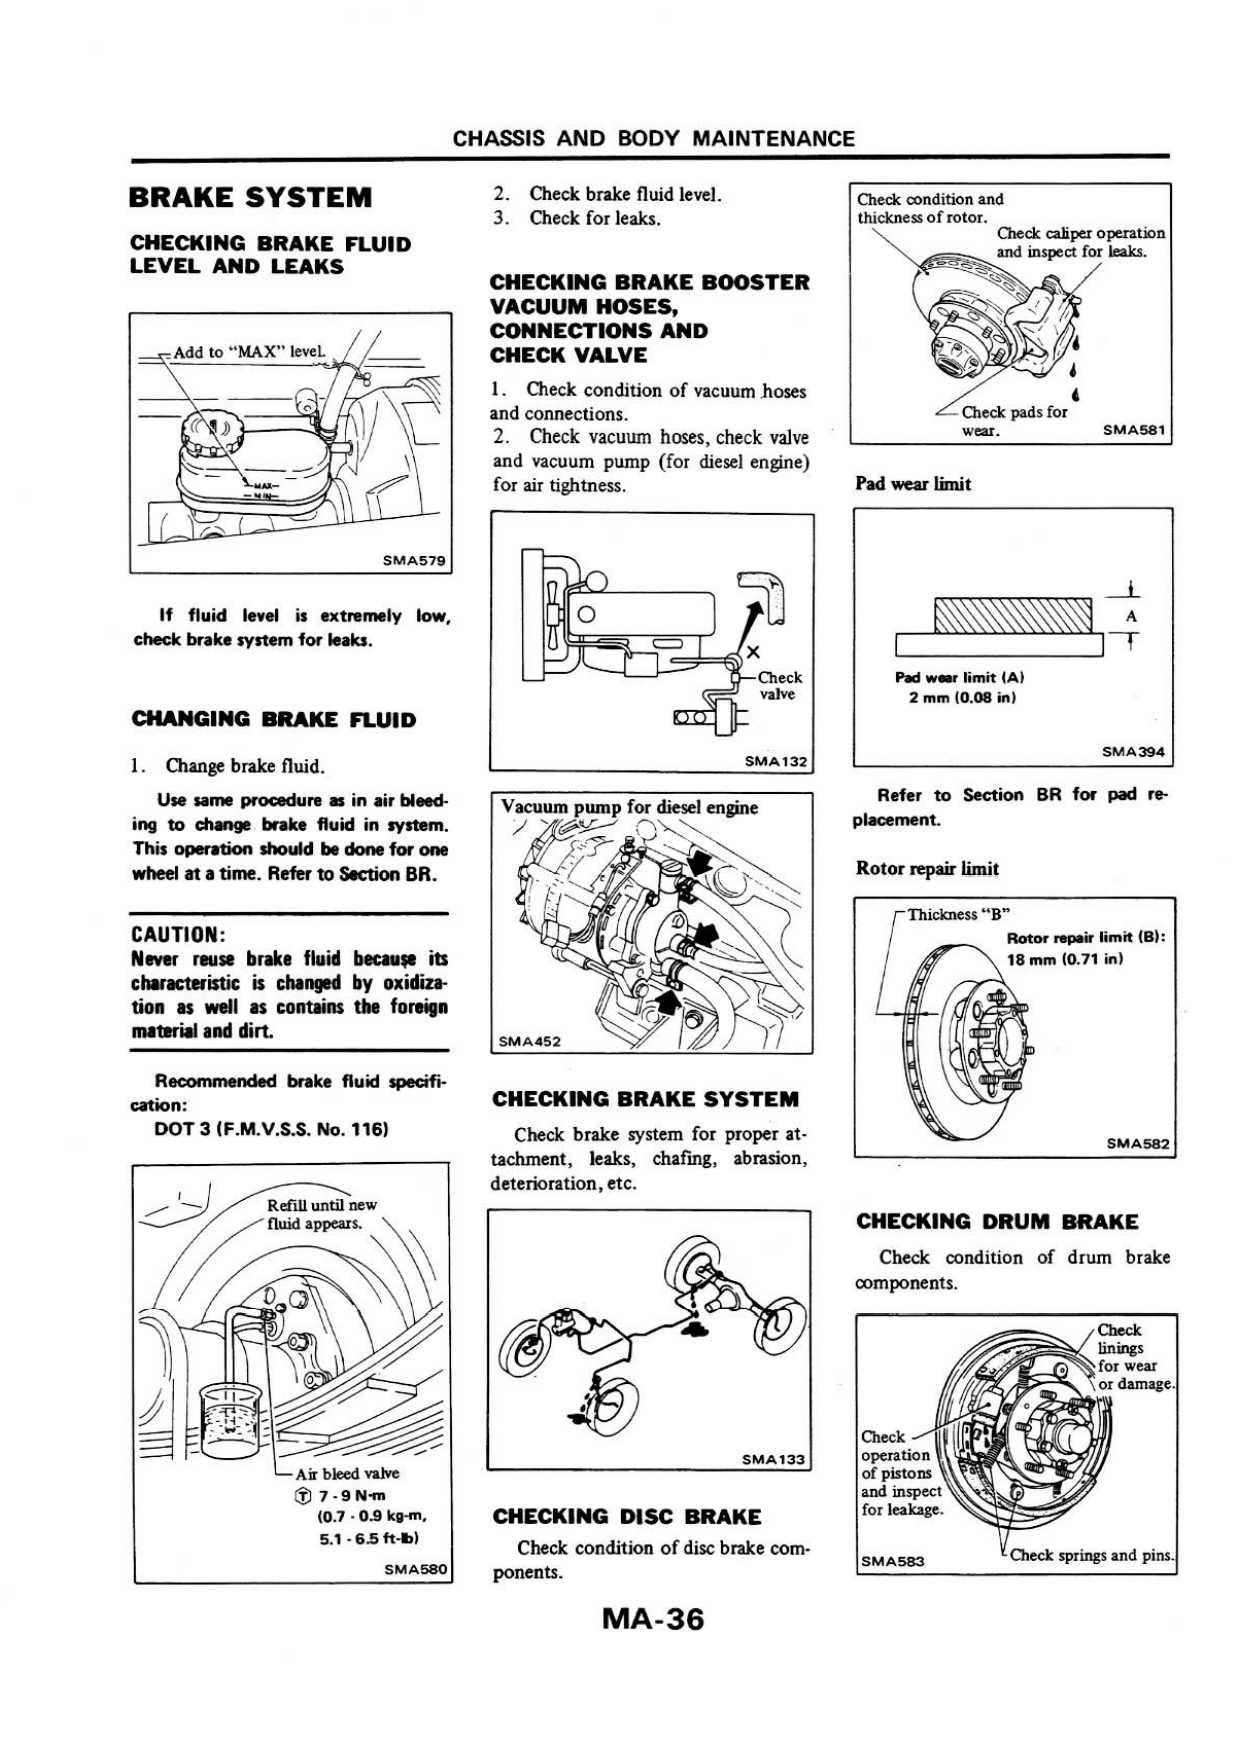 CHASSIS AND BODY MAINTENANCE
BRAKE SYSTEM
CHECKING BRAKE FLUID
LEVEL AND LEAKS
Add to “MAX” level.
MAX
MIN
SMA579
If fluid level is extremely low,
check brake system for leaks.
CHANGING BRAKE FLUID
1. Change brake fluid.
Use same procedure as in air bleed-
ing to change brake fluid in system.
This operation should be done for one
wheel at a time. Refer to Section BR.
CAUTION:
Never reuse brake fluid because its
characteristic is changed by oxidiza-
tion as well as contains the foreign
material and dirt.
Recommended brake fluid specifi-
cation:
DOT 3 (F.M.V.S.S. No. 116)
Refill until new
fluid appears.
Air bleed valve
Ⓣ 7 - 9 N·m
(0.7 - 0.9 kg-m,
5.1 - 6.5 ft-lb)
SMA580
2. Check brake fluid level.
3. Check for leaks.
CHECKING BRAKE BOOSTER
VACUUM HOSES,
CONNECTIONS AND
CHECK VALVE
1. Check condition of vacuum hoses
and connections.
2. Check vacuum hoses, check valve
and vacuum pump (for diesel engine)
for air tightness.
X
Check
valve
SMA132
Vacuum pump for diesel engine
SMA452
CHECKING BRAKE SYSTEM
Check brake system for proper at-
tachment, leaks, chafing, abrasion,
deterioration, etc.
SMA133
CHECKING DISC BRAKE
Check condition of disc brake com-
ponents.
Check condition and
thickness of rotor.
Check caliper operation
and inspect for leaks.
Check pads for
wear.
SMA581
Pad wear limit
A
Pad wear limit (A)
2 mm (0.08 in)
SMA394
Refer to Section BR for pad re-
placement.
Rotor repair limit
Thickness “B”
Rotor repair limit (B):
18 mm (0.71 in)
SMA582
CHECKING DRUM BRAKE
Check condition of drum brake
components.
Check
linings
for wear
or damage.
Check
operation
of pistons
and inspect
for leakage.
Check springs and pins.
SMA583
MA-36